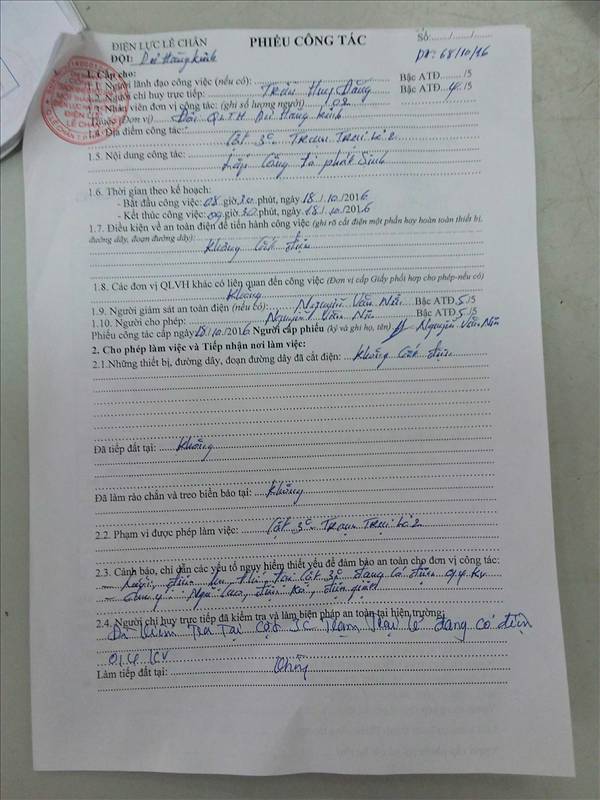 ĐIỆN LỰC LÊ CHÂN
PHIẾU CÔNG TÁC
Số: ......./......./.......
ĐỘI: Dư Hàng Kênh
68/10/16
1. Cấp cho:
1.1. Người lãnh đạo công việc (nếu có): Bậc ATĐ ....../5
1.2. Người chỉ huy trực tiếp: Trần Huy Đăng Bậc ATĐ 4/5
1.3. Nhân viên đơn vị công tác: (ghi số lượng người) 02
Thuộc (Đơn vị) Đội QLTH Dư Hàng Kênh
1.4. Địa điểm công tác:
Cột 3C Trạm Trại Lẻ 2
1.5. Nội dung công tác:
Lắp Công tơ phát Sinh
1.6. Thời gian theo kế hoạch:
- Bắt đầu công việc: 08 giờ 30 phút, ngày 18/10/2016
- Kết thúc công việc: 09 giờ 30 phút, ngày 18/10/2016
1.7. Điều kiện về an toàn điện để tiến hành công việc (ghi rõ cắt điện một phần hay hoàn toàn thiết bị,
đường dây, đoạn đường dây):
Không Cắt điện
1.8. Các đơn vị QLVH khác có liên quan đến công việc (Đơn vị cấp Giấy phối hợp cho phép-nếu có)
Không
1.9. Người giám sát an toàn điện (nếu có): Nguyễn Văn Bậc ATĐ 5/5
1.10. Người cho phép: Nguyễn Văn Bậc ATĐ 5/5
Phiếu công tác cấp ngày 18/10/2016 Người cấp phiếu (ký và ghi họ, tên) Nguyễn Văn
2. Cho phép làm việc và Tiếp nhận nơi làm việc:
2.1. Những thiết bị, đường dây, đoạn đường dây đã cắt điện: Không Cắt điện
Đã tiếp đất tại: Không
Đã làm rào chắn và treo biển báo tại: Không
2.2. Phạm vi được phép làm việc: Cột 3C Trạm Trại Lẻ 2
2.3. Cảnh báo, chỉ dẫn các yếu tố nguy hiểm thiết yếu để đảm bảo an toàn cho đơn vị công tác:
- Lưới điện tại Cột 3C đang có điện 0,4 KV
- Chú ý: Ngã Cao, điện giật
2.4. Người chỉ huy trực tiếp đã kiểm tra và làm biện pháp an toàn tại hiện trường:
Đã kiểm Tra Tại Cột 3C Trạm Trại lẻ đang có điện
0,4 KV
Làm tiếp đất tại: Không